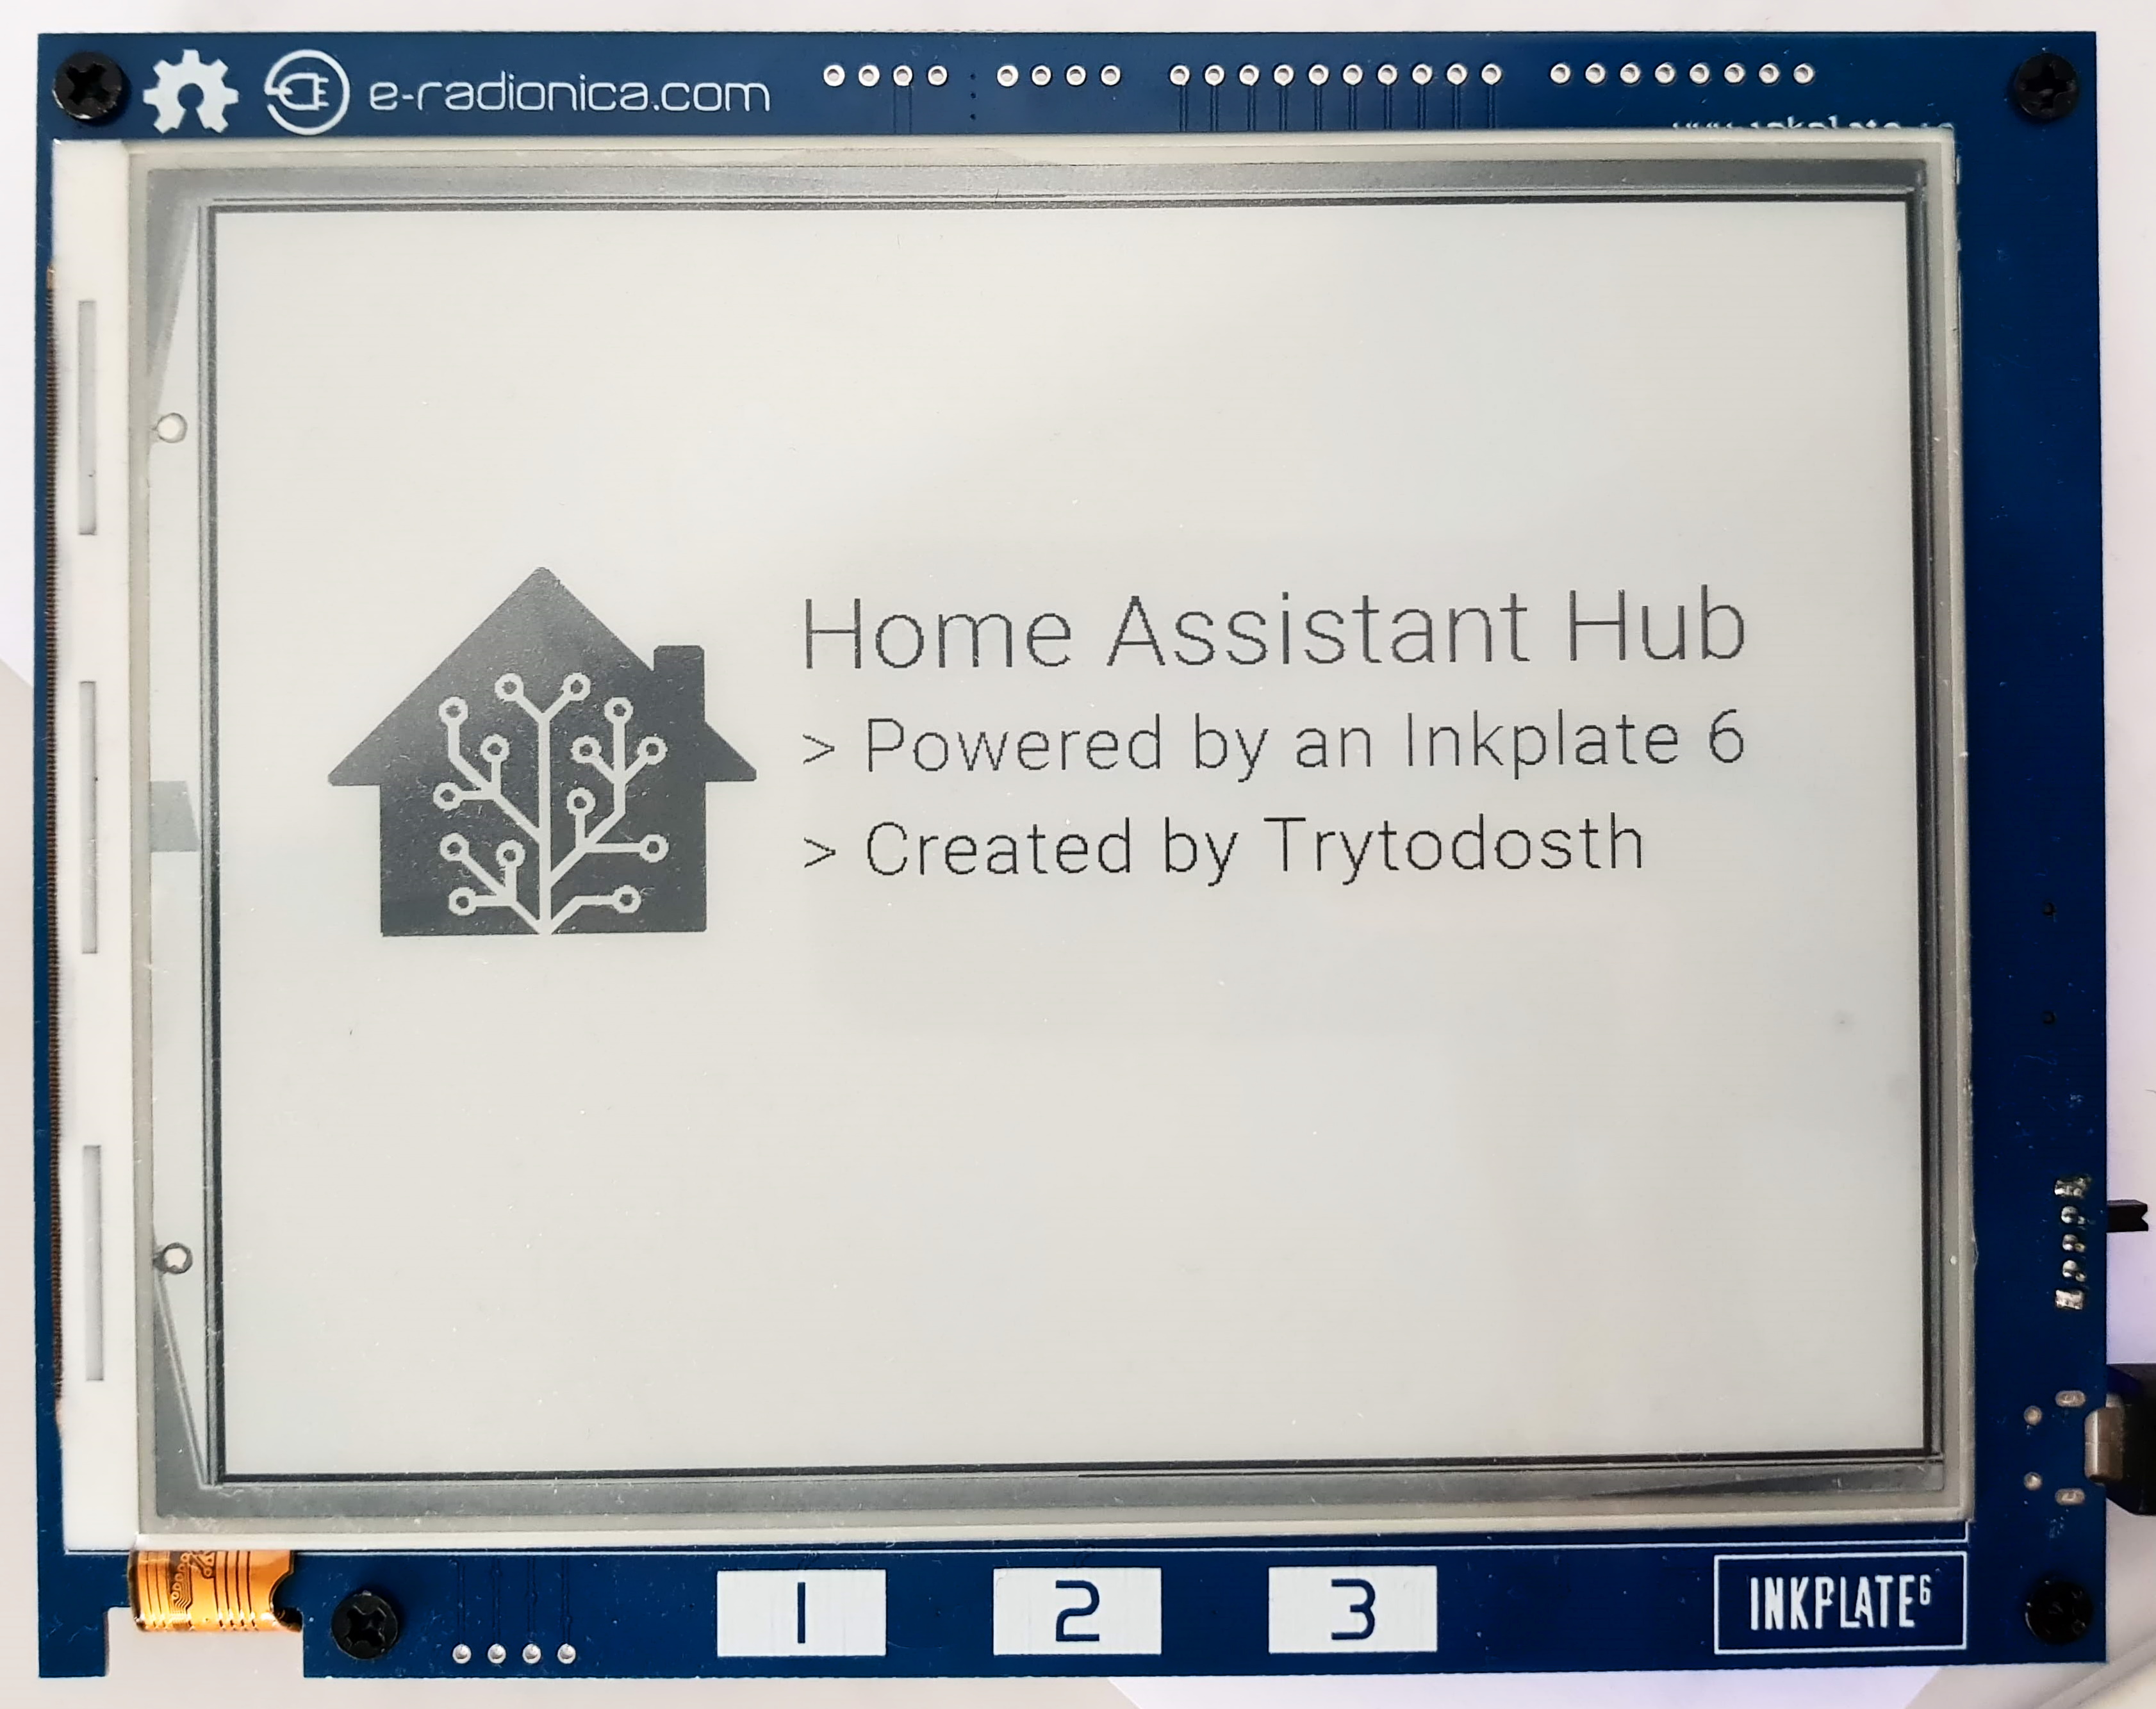 e-radionica.com
Home Assistant Hub
> Powered by an Inkplate 6
> Created by Trytodosth
1 2 3
INKPLATE6